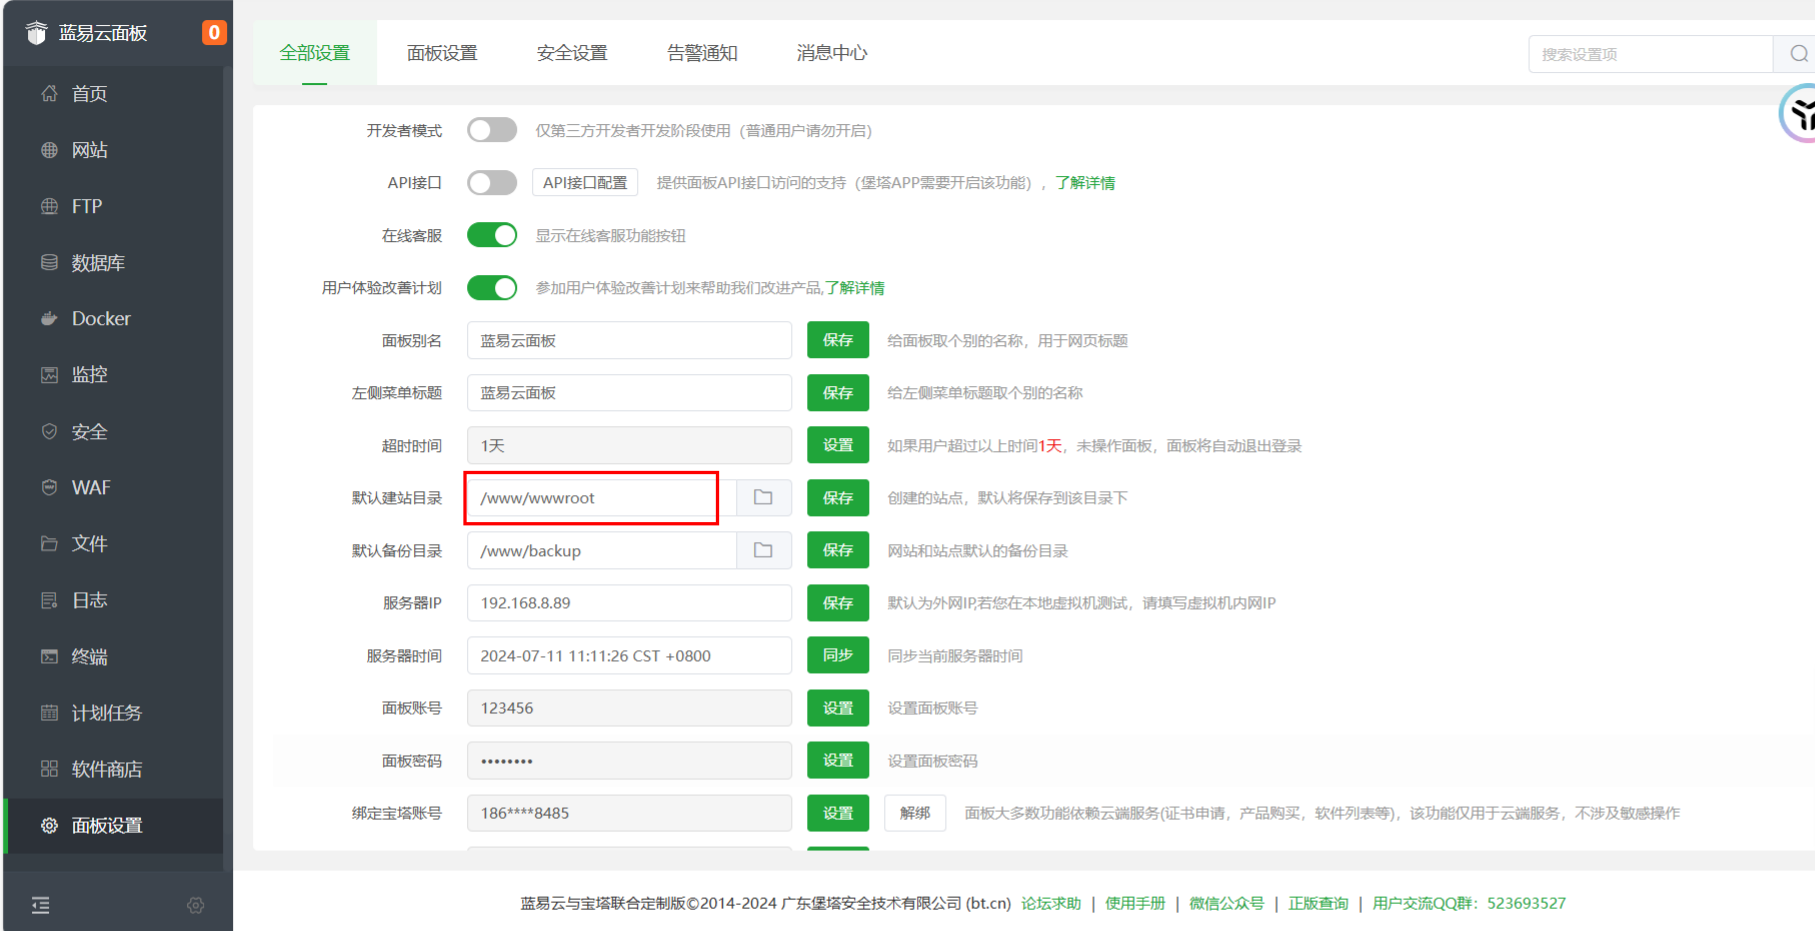 蓝易云面板
0
首页
网站
FTP
数据库
Docker
监控
安全
WAF
文件
日志
终端
计划任务
软件商店
面板设置
全部设置
面板设置
安全设置
告警通知
消息中心
搜索设置项
开发者模式
仅第三方开发者开发阶段使用（普通用户请勿开启）
API接口
API接口配置
提供面板API接口访问的支持（堡塔APP需要开启该功能），了解详情
在线客服
显示在线客服功能按钮
用户体验改善计划
参加用户体验改善计划来帮助我们改进产品,了解详情
面板别名
蓝易云面板
保存
给面板取个别的名称，用于网页标题
左侧菜单标题
蓝易云面板
保存
给左侧菜单标题取个别的名称
超时时间
1天
设置
如果用户超过以上时间1天，未操作面板，面板将自动退出登录
默认建站目录
/www/wwwroot
保存
创建的站点，默认将保存到该目录下
默认备份目录
/www/backup
保存
网站和站点默认的备份目录
服务器IP
192.168.8.89
保存
默认为外网IP,若您在本地虚拟机测试，请填写虚拟机内网IP
服务器时间
2024-07-11 11:11:26 CST +0800
同步
同步当前服务器时间
面板账号
123456
设置
设置面板账号
面板密码
••••••••
设置
设置面板密码
绑定宝塔账号
186****8485
设置
解绑
面板大多数功能依赖云端服务(证书申请，产品购买，软件列表等)，该功能仅用于云端服务，不涉及敏感操作
蓝易云与宝塔联合定制版©2014-2024 广东堡塔安全技术有限公司 (bt.cn) 论坛求助 | 使用手册 | 微信公众号 | 正版查询 | 用户交流QQ群：523693527